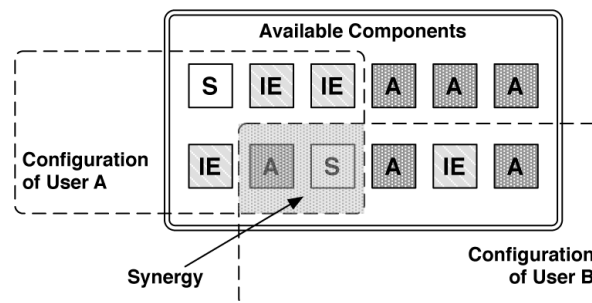 Available Components
S IE IE A A A
IE A S A IE A
Configuration
of User A
Synergy
Configuration
of User B